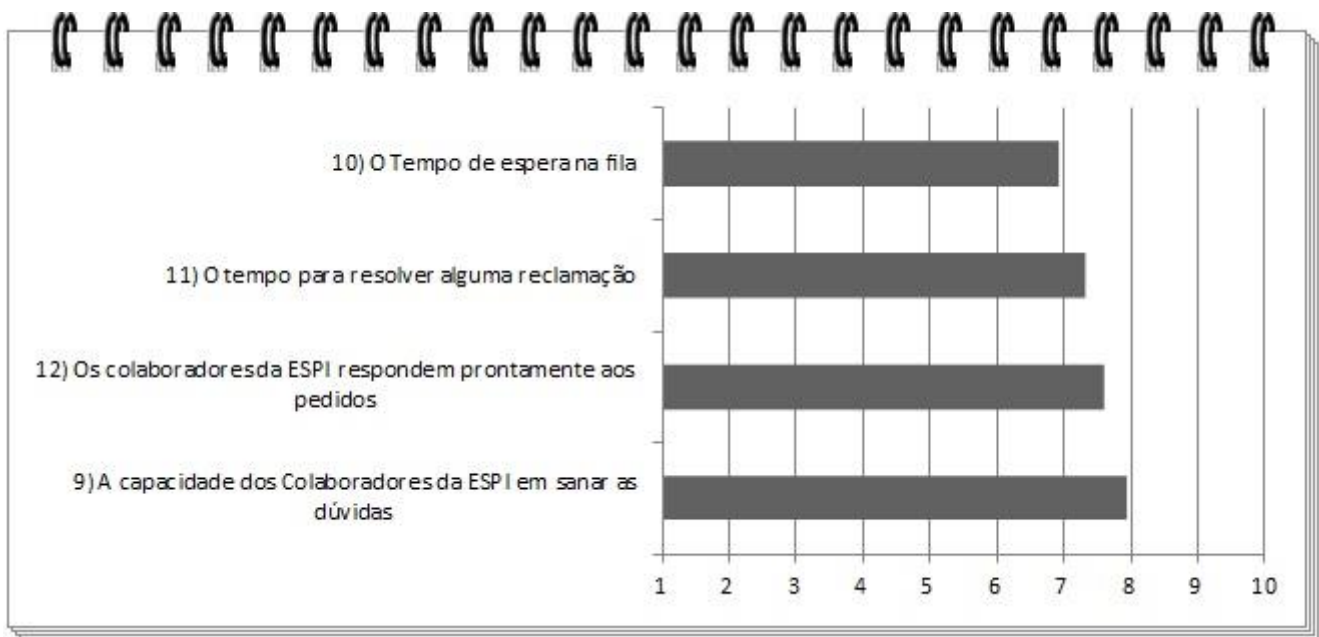 10) O Tempo de espera na fila
11) O tempo para resolver alguma reclamação
12) Os colaboradores da ESPI respondem prontamente aos
pedidos
9) A capacidade dos Colaboradores da ESPI em sanar as
dúvidas
1 2 3 4 5 6 7 8 9 10